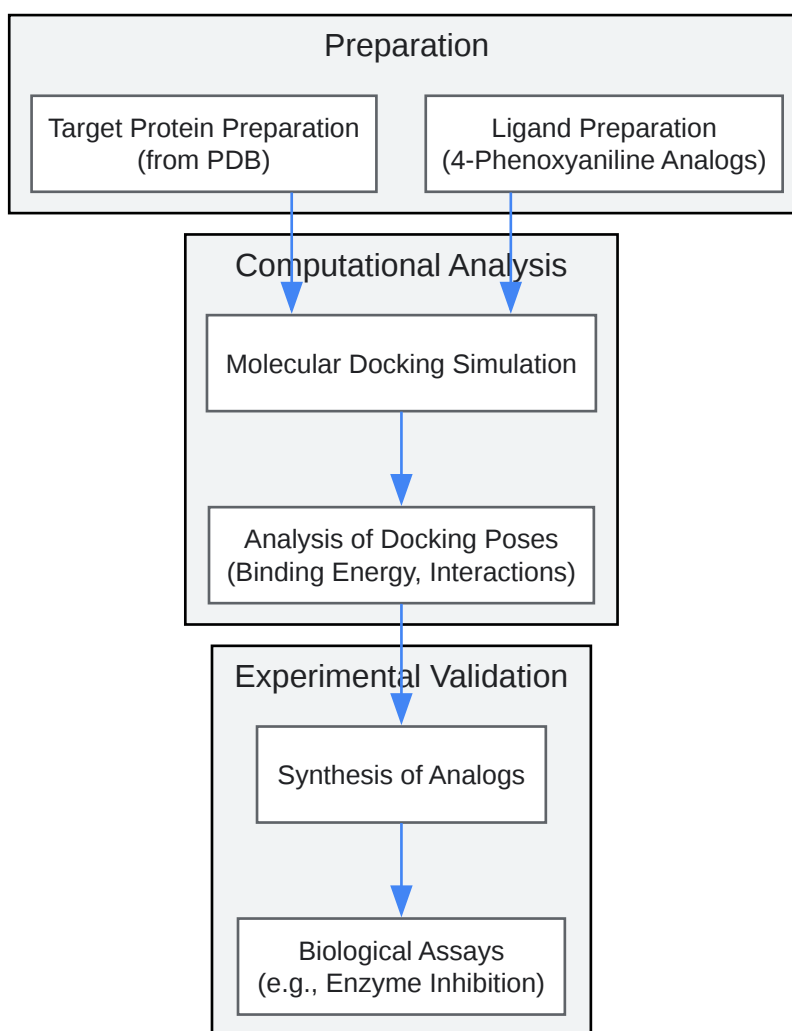 Preparation
Target Protein Preparation
(from PDB)
Ligand Preparation
(4-Phenoxyaniline Analogs)
Computational Analysis
Molecular Docking Simulation
Analysis of Docking Poses
(Binding Energy, Interactions)
Experimental Validation
Synthesis of Analogs
Biological Assays
(e.g., Enzyme Inhibition)